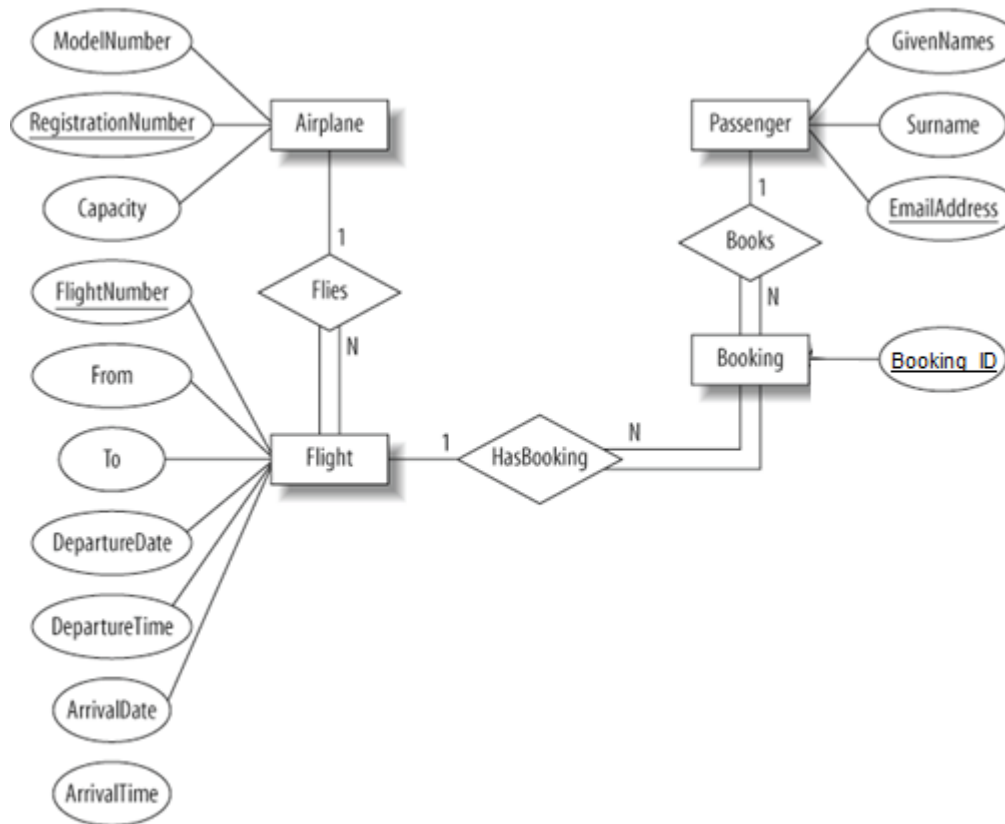 ModelNumber
GivenNames
RegistrationNumber
Airplane
Passenger
Surname
Capacity
1
1
EmailAddress
Books
FlightNumber
Flies
N
N
From
Booking
Booking_ID
To
Flight
1
HasBooking
N
DepartureDate
DepartureTime
ArrivalDate
ArrivalTime